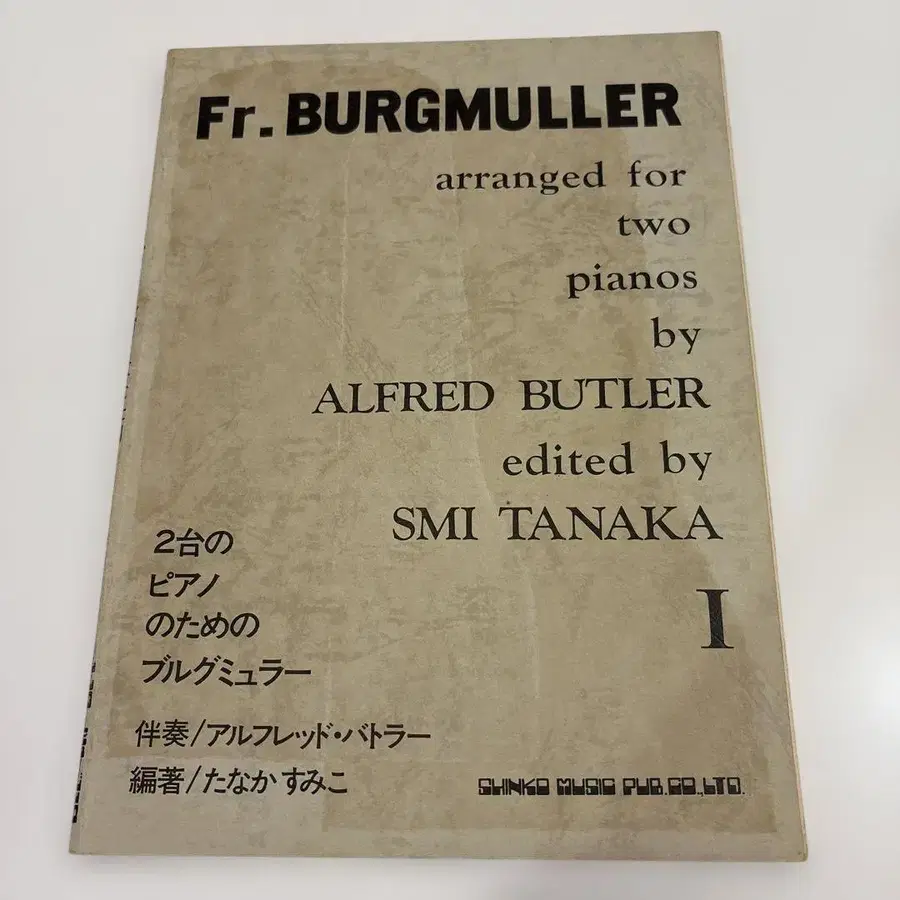 Fr. BURGMULLER
arranged for
two
pianos
by
ALFRED BUTLER
edited by
SMI TANAKA
I
2台の
ピアノ
のための
ブルグミュラー
伴奏/アルフレッド・バトラー
編著/たなかすみこ
SHINKO MUSIC PUB.CO.,LTD.